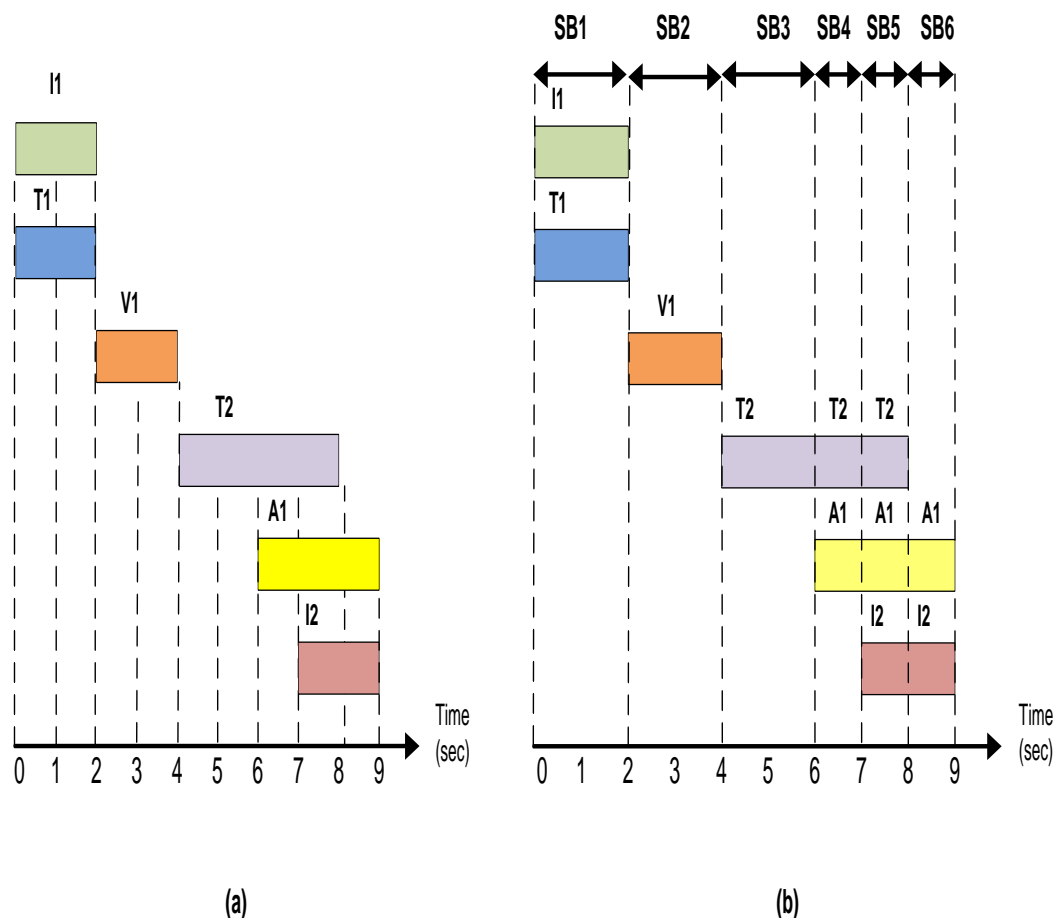 I1
T1
V1
T2
A1
I2
Time
(sec)
0 1 2 3 4 5 6 7 8 9
(a)
SB1 SB2 SB3 SB4 SB5 SB6
I1
T1
V1
T2 T2 T2
A1 A1 A1
I2 I2
Time
(sec)
0 1 2 3 4 5 6 7 8 9
(b)